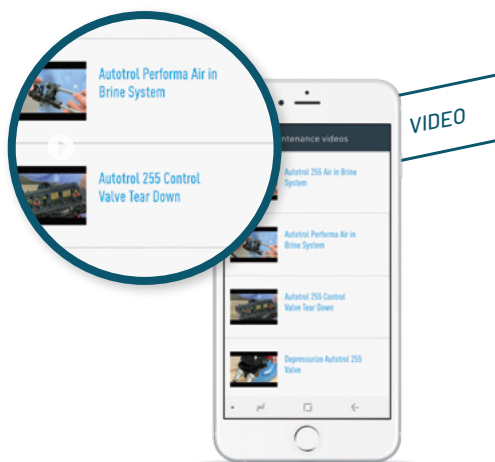 Autotrol Performa Air in
Brine System
Autotrol 255 Control
Valve Tear Down
VIDEO
ntenance videos
Autotrol 255 Air in Brine
System
Autotrol Performa Air in
Brine System
Autotrol 255 Control
Valve Tear Down
Depressurize Autotrol 255
Valve